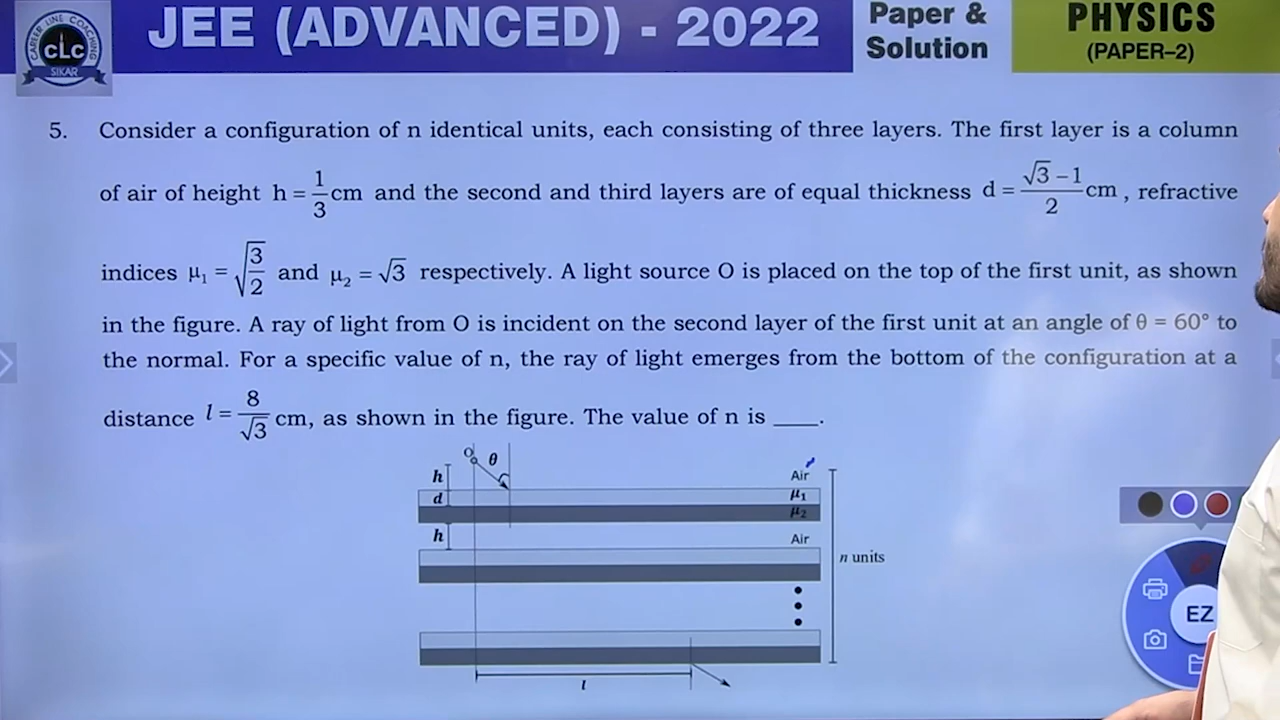 CAREER LINE COACHING
CLC
SIKAR
JEE (ADVANCED) - 2022
Paper &
Solution
PHYSICS
(PAPER–2)
5. Consider a configuration of n identical units, each consisting of three layers. The first layer is a column
of air of height h = 1/3 cm and the second and third layers are of equal thickness d = (√3 – 1)/2 cm , refractive
indices μ₁ = √(3/2) and μ₂ = √3 respectively. A light source O is placed on the top of the first unit, as shown
in the figure. A ray of light from O is incident on the second layer of the first unit at an angle of θ = 60° to
the normal. For a specific value of n, the ray of light emerges from the bottom of the configuration at a
distance l = 8/√3 cm, as shown in the figure. The value of n is ____.
O θ
h Air
d μ₁
μ₂
h Air
n units
l
EZ